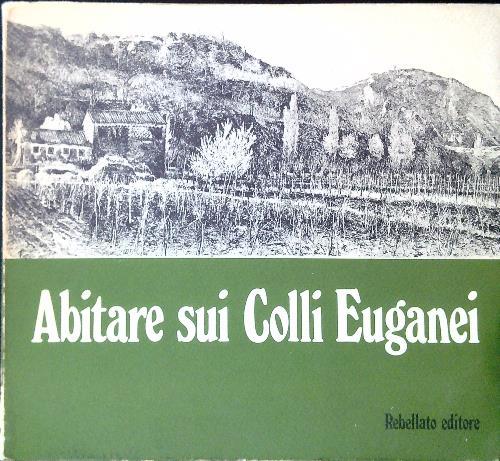 Abitare sui Colli Euganei
Rebellato editore